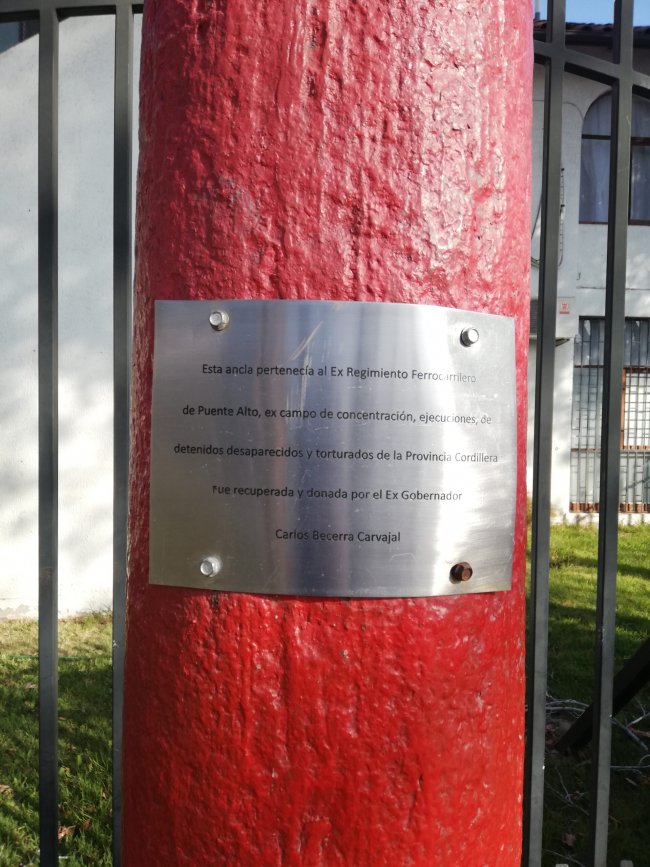 Esta ancla pertenecía al Ex Regimiento Ferrocarrilero
de Puente Alto, ex campo de concentración, ejecuciones, de
detenidos desaparecidos y torturados de la Provincia Cordillera
Fue recuperada y donada por el Ex Gobernador
Carlos Becerra Carvajal